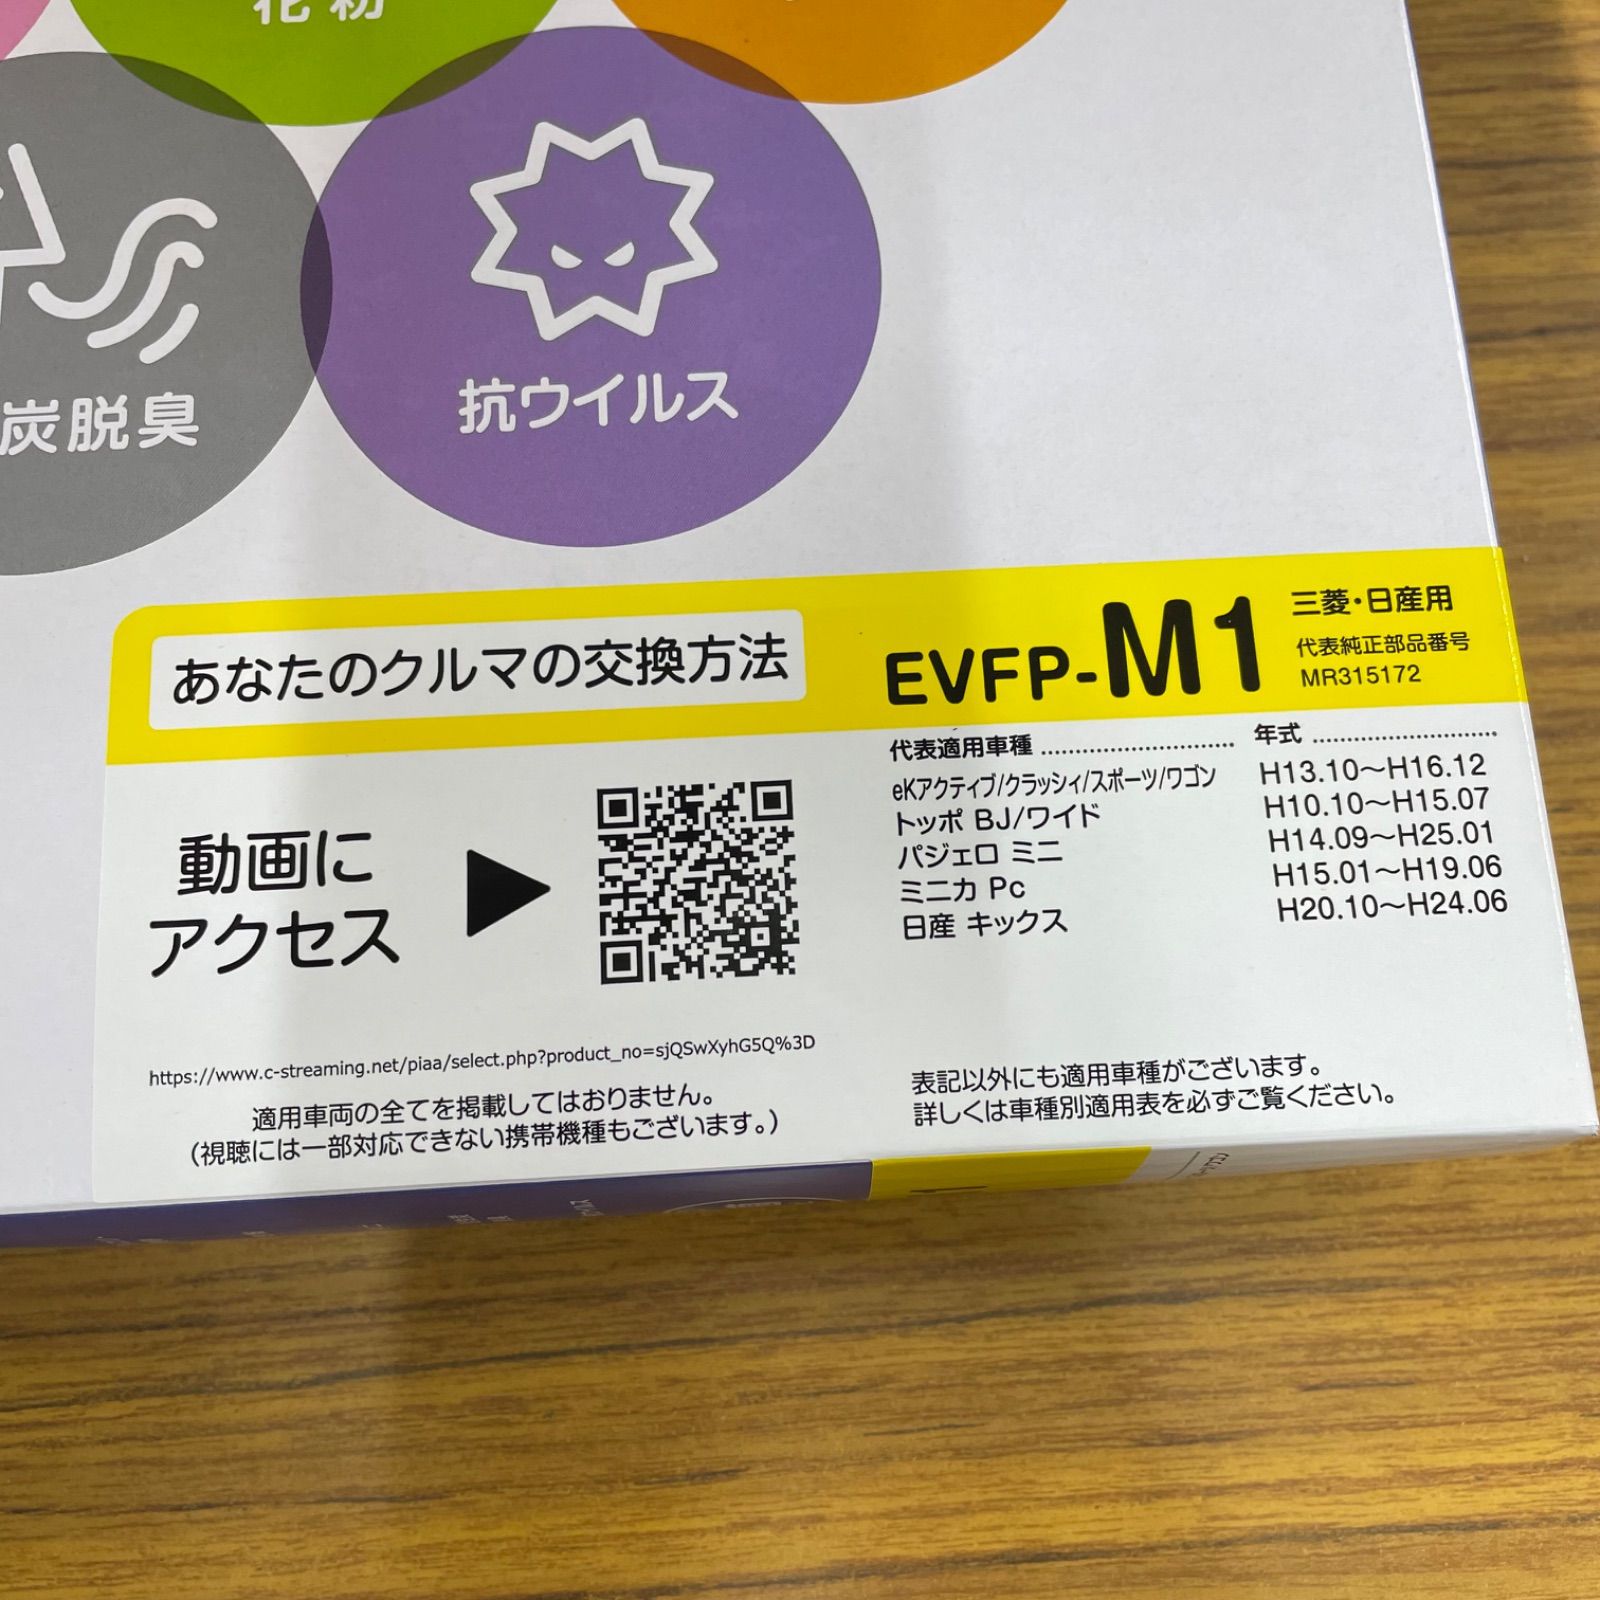 花粉
炭脱臭
抗ウイルス
あなたのクルマの交換方法
EVFP-M1
三菱・日産用
代表純正部品番号
MR315172
動画に
アクセス
代表適用車種 年式
eKアクティブ/クラッシィ/スポーツ/ワゴン H13.10〜H16.12
トッポ BJ/ワイド H10.10〜H15.07
パジェロ ミニ H14.09〜H25.01
ミニカ Pc H15.01〜H19.06
日産 キックス H20.10〜H24.06
https://www.c-streaming.net/piaa/select.php?product_no=sjQSwXyhG5Q%3D
適用車両の全てを掲載してはおりません。
(視聴には一部対応できない携帯機種もございます。)
表記以外にも適用車種がございます。
詳しくは車種別適用表を必ずご覧ください。